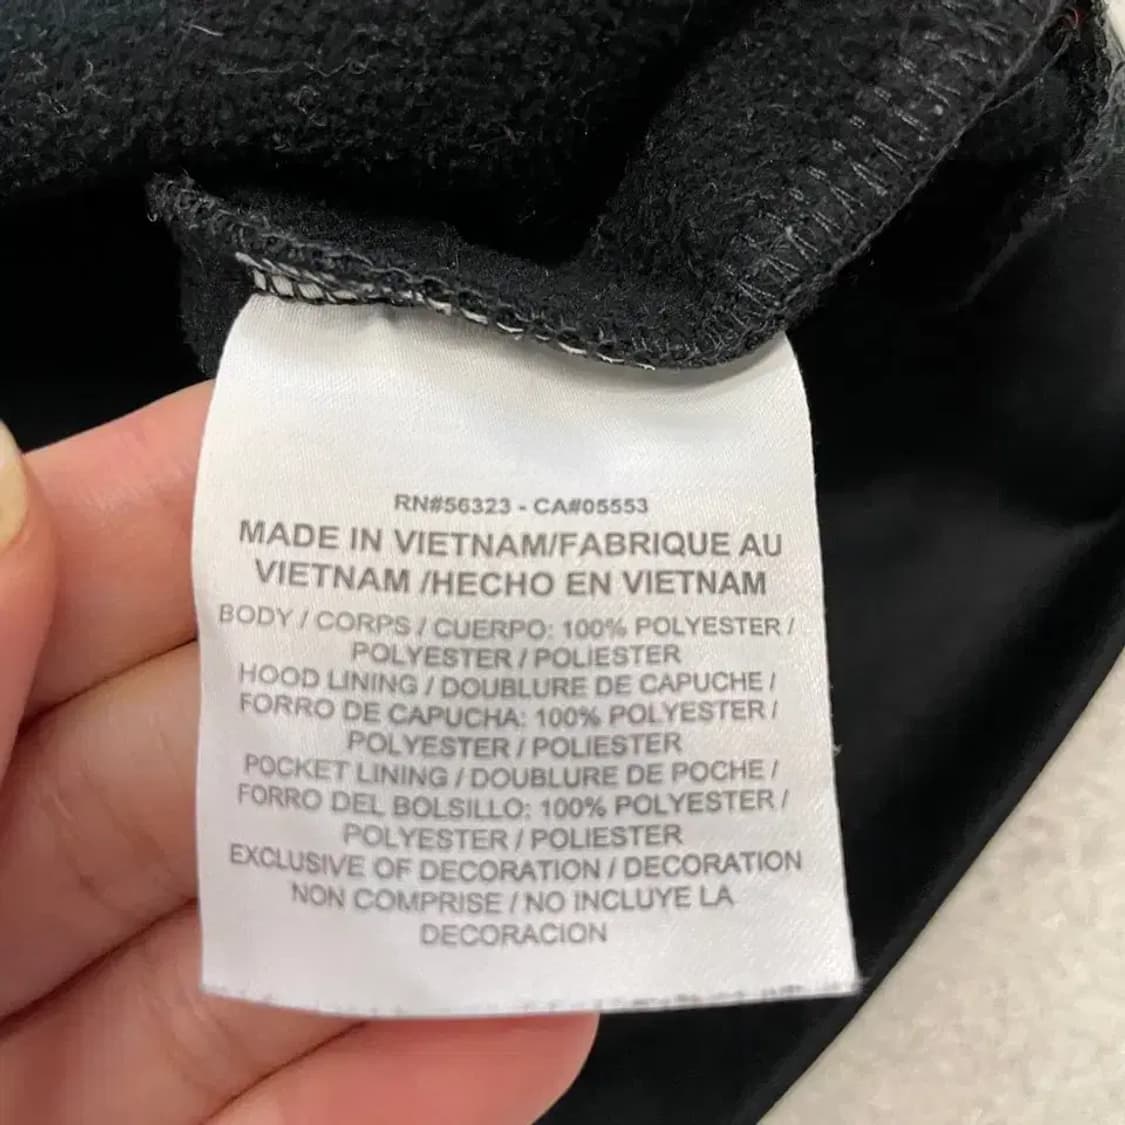 RN#56323 - CA#05553
MADE IN VIETNAM/FABRIQUE AU
VIETNAM /HECHO EN VIETNAM
BODY / CORPS / CUERPO: 100% POLYESTER /
POLYESTER / POLIESTER
HOOD LINING / DOUBLURE DE CAPUCHE /
FORRO DE CAPUCHA: 100% POLYESTER /
POLYESTER / POLIESTER
POCKET LINING / DOUBLURE DE POCHE /
FORRO DEL BOLSILLO: 100% POLYESTER /
POLYESTER / POLIESTER
EXCLUSIVE OF DECORATION / DECORATION
NON COMPRISE / NO INCLUYE LA
DECORACION